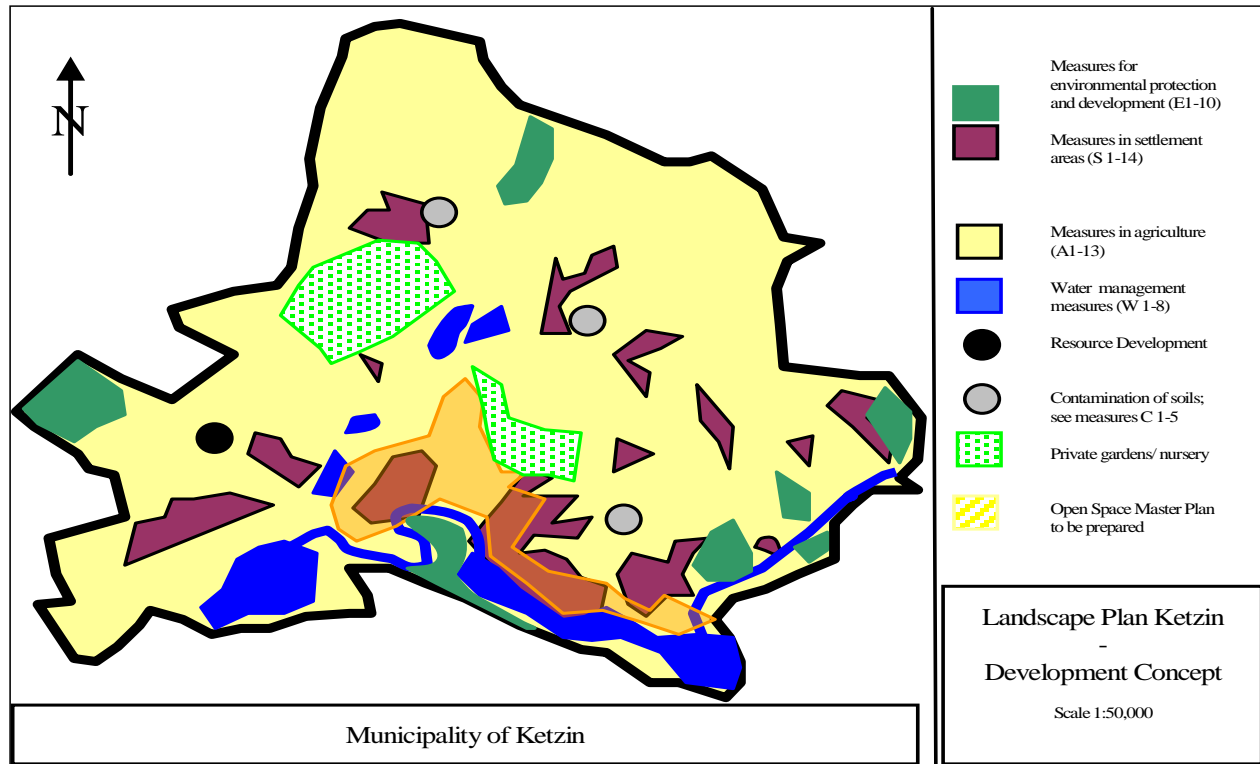 N
Measures for
environmental protection
and development (E1-10)
Measures in settlement
areas (S 1-14)
Measures in agriculture
(A1-13)
Water management
measures (W 1-8)
Resource Development
Contamination of soils;
see measures C 1-5
Private gardens/ nursery
Open Space Master Plan
to be prepared
Landscape Plan Ketzin
-
Development Concept
Scale 1:50,000
Municipality of Ketzin